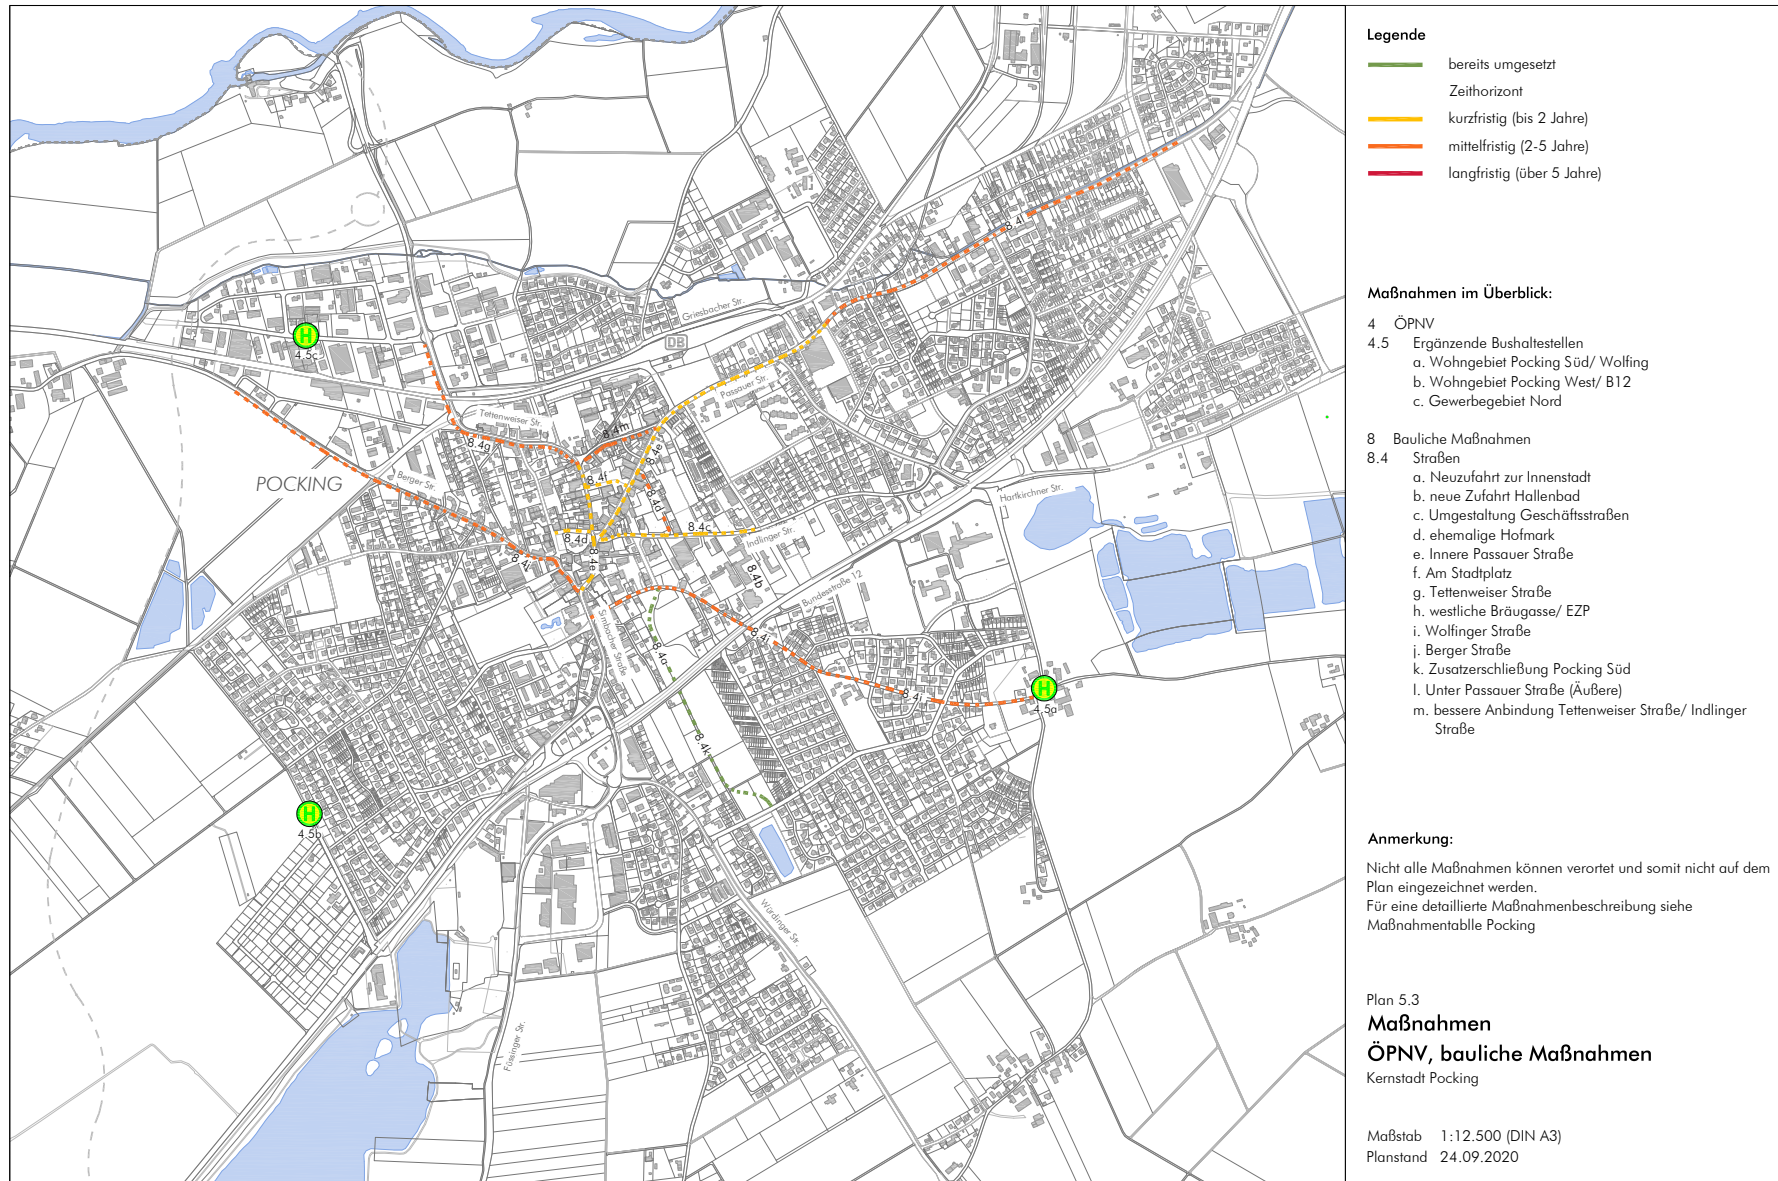 Legende
bereits umgesetzt
Zeithorizont
kurzfristig (bis 2 Jahre)
mittelfristig (2-5 Jahre)
langfristig (über 5 Jahre)
Maßnahmen im Überblick:
4 ÖPNV
4.5 Ergänzende Bushaltestellen
a. Wohngebiet Pocking Süd/ Wolfing
b. Wohngebiet Pocking West/ B12
c. Gewerbegebiet Nord
8 Bauliche Maßnahmen
8.4 Straßen
a. Neuzufahrt zur Innenstadt
b. neue Zufahrt Hallenbad
c. Umgestaltung Geschäftsstraßen
d. ehemalige Hofmark
e. Innere Passauer Straße
f. Am Stadtplatz
g. Tettenweiser Straße
h. westliche Bräugasse/ EZP
i. Wolfinger Straße
j. Berger Straße
k. Zusatzerschließung Pocking Süd
l. Unter Passauer Straße (Äußere)
m. bessere Anbindung Tettenweiser Straße/ Indlinger
Straße
Anmerkung:
Nicht alle Maßnahmen können verortet und somit nicht auf dem
Plan eingezeichnet werden.
Für eine detaillierte Maßnahmenbeschreibung siehe
Maßnahmentablle Pocking
Plan 5.3
Maßnahmen
ÖPNV, bauliche Maßnahmen
Kernstadt Pocking
Maßstab 1:12.500 (DIN A3)
Planstand 24.09.2020
8.4l
Griesbacher Str.
H
4.5c
DB
Passauer Str.
Tettenweiser Str.
8.4m
8.4g
8.4e
8.4f
POCKING
Berger Str.
8.4d
Hartkirchner Str.
8.4c
Indlinger Str.
8.4d
8.4e
8.4j
8.4b
Bundesstraße 12
Simbacher Straße
8.4i
8.4a
8.4i
H
4.5a
8.4k
H
4.5b
Würdinger Str.
Füssinger Str.